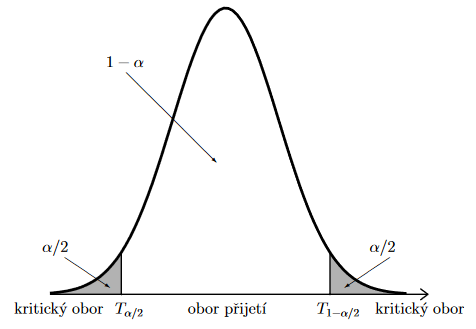 1 − α
α/2
α/2
kritický obor T_{α/2} obor přijetí T_{1−α/2} kritický obor